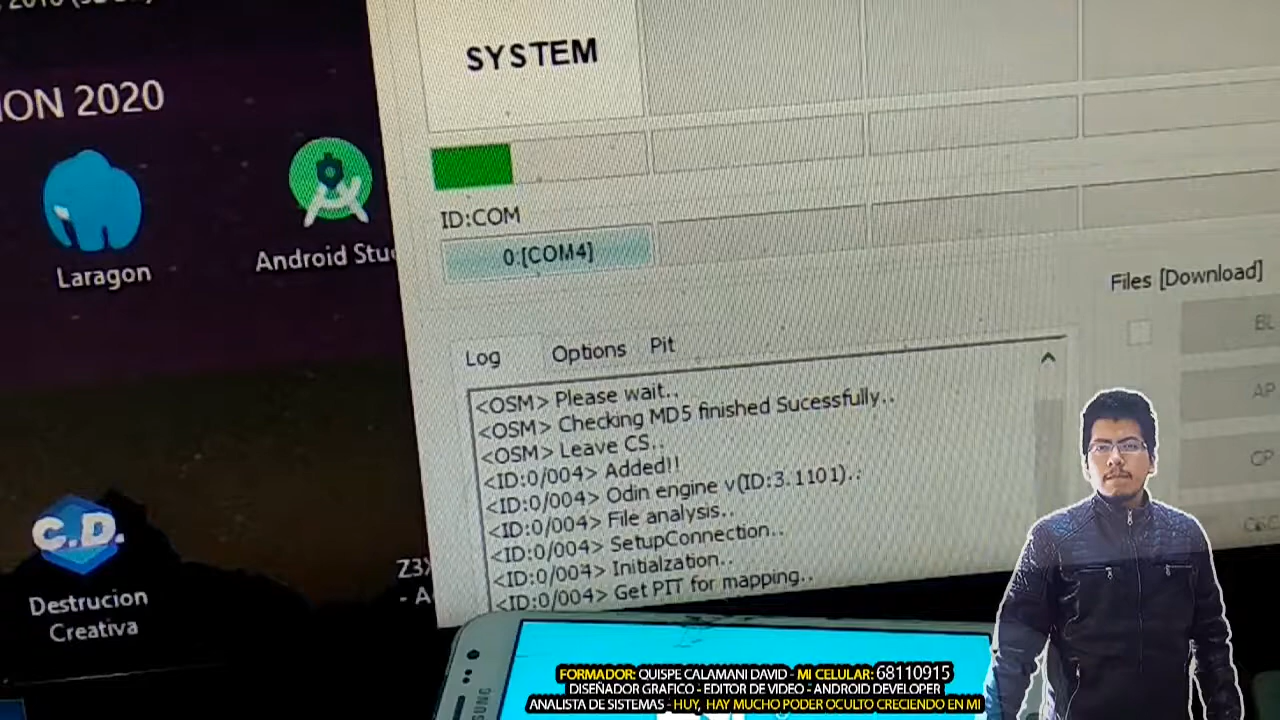 ION 2020
SYSTEM
Laragon
Android Stu
ID:COM
0:[COM4]
Files [Download]
BL
AP
CP
Log
Options
Pit
<OSM> Please wait..
<OSM> Checking MD5 finished Sucessfully..
<OSM> Leave CS..
<ID:0/004> Added!!
<ID:0/004> Odin engine v(ID:3.1101)..
<ID:0/004> File analysis..
<ID:0/004> SetupConnection..
<ID:0/004> Initialzation..
<ID:0/004> Get PIT for mapping..
C.D.
Destrucion
Creativa
Z3X
- A
SUNG
FORMADOR: QUISPE CALAMANI DAVID - MI CELULAR: 68110915
DISEÑADOR GRAFICO - EDITOR DE VIDEO - ANDROID DEVELOPER
ANALISTA DE SISTEMAS - HUY, HAY MUCHO PODER OCULTO CRECIENDO EN MI